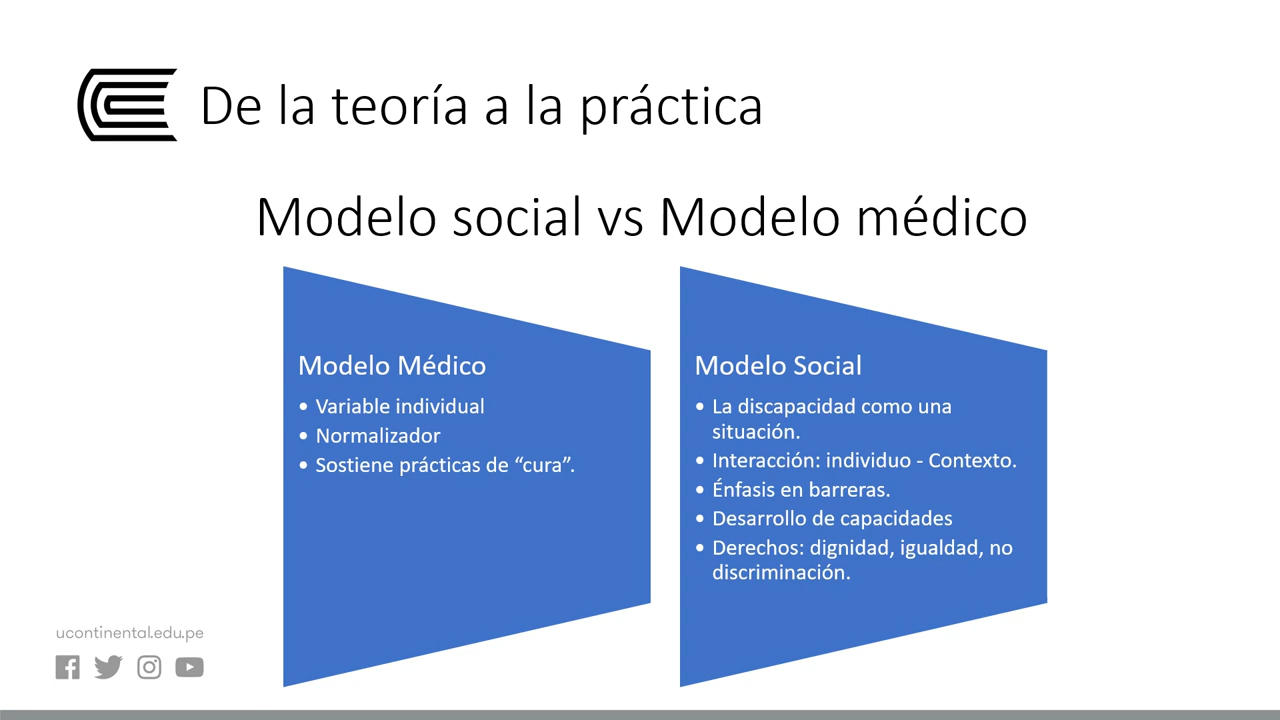 De la teoría a la práctica
Modelo social vs Modelo médico
Modelo Médico
• Variable individual
• Normalizador
• Sostiene prácticas de “cura”.
Modelo Social
• La discapacidad como una
situación.
• Interacción: individuo - Contexto.
• Énfasis en barreras.
• Desarrollo de capacidades
• Derechos: dignidad, igualdad, no
discriminación.
ucontinental.edu.pe